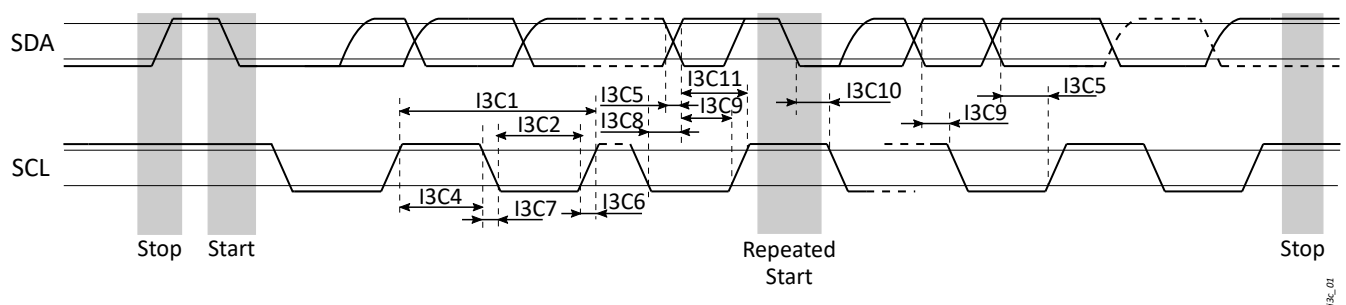 SDA
I3C11
I3C1
I3C5
I3C10
I3C5
I3C9
I3C2
I3C8
I3C9
SCL
I3C4
I3C7
I3C6
Stop
Start
Repeated
Start
Stop
i3c_01